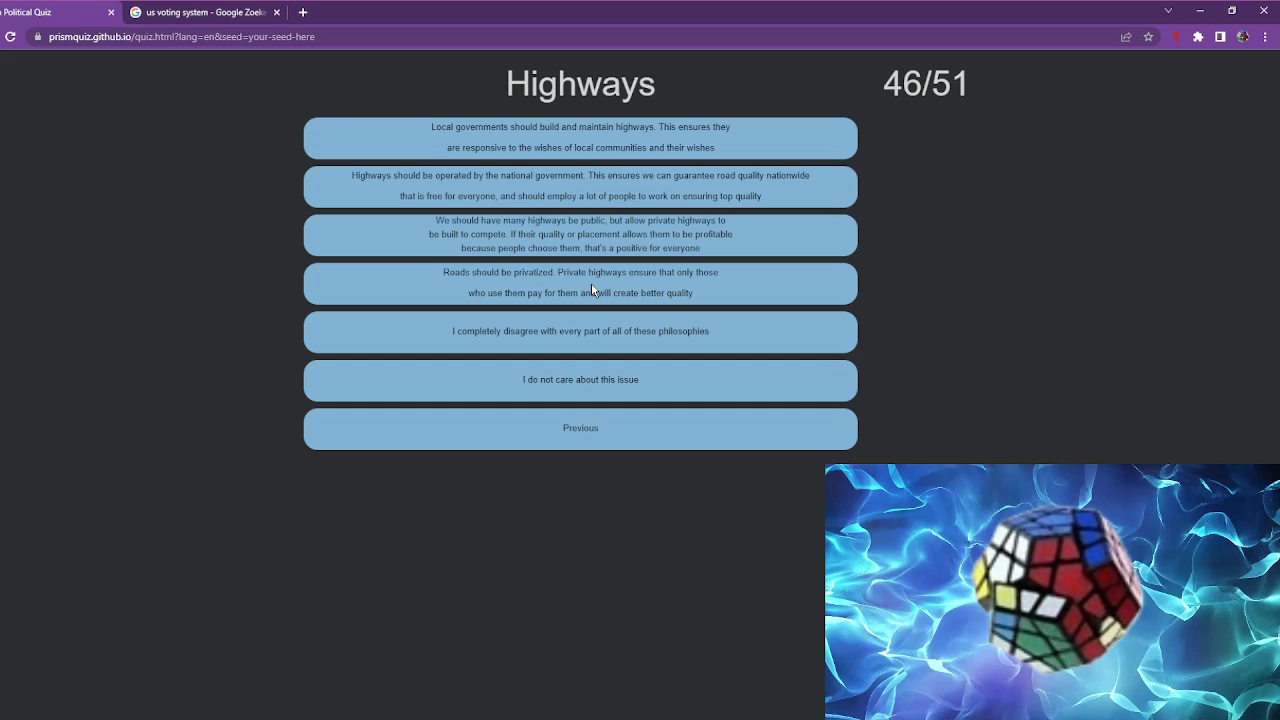 Political Quiz
us voting system - Google Zoeke
prismquiz.github.io/quiz.html?lang=en&seed=your-seed-here
Highways
46/51
Local governments should build and maintain highways. This ensures they
are responsive to the wishes of local communities and their wishes
Highways should be operated by the national government. This ensures we can guarantee road quality nationwide
that is free for everyone, and should employ a lot of people to work on ensuring top quality
We should have many highways be public, but allow private highways to
be built to compete. If their quality or placement allows them to be profitable
because people choose them, that's a positive for everyone
Roads should be privatized. Private highways ensure that only those
who use them pay for them and will create better quality
I completely disagree with every part of all of these philosophies
I do not care about this issue
Previous